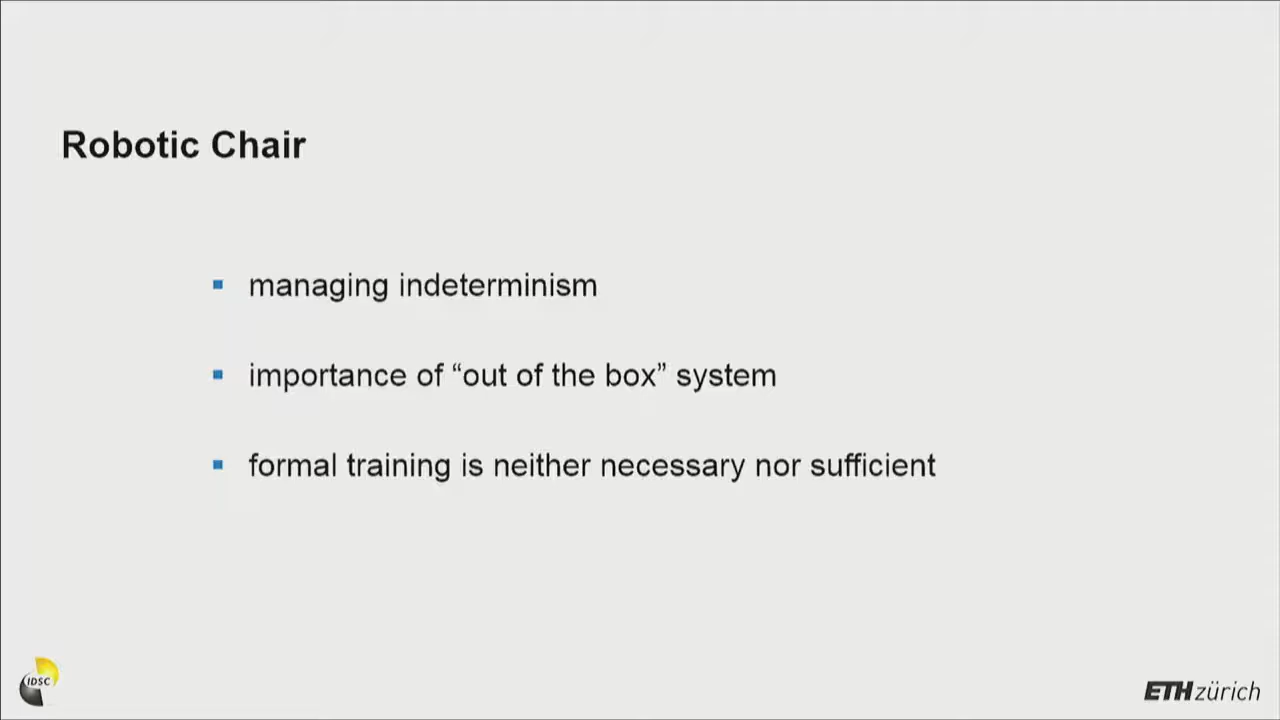 Robotic Chair
managing indeterminism
importance of “out of the box” system
formal training is neither necessary nor sufficient
IDSC
ETH zürich